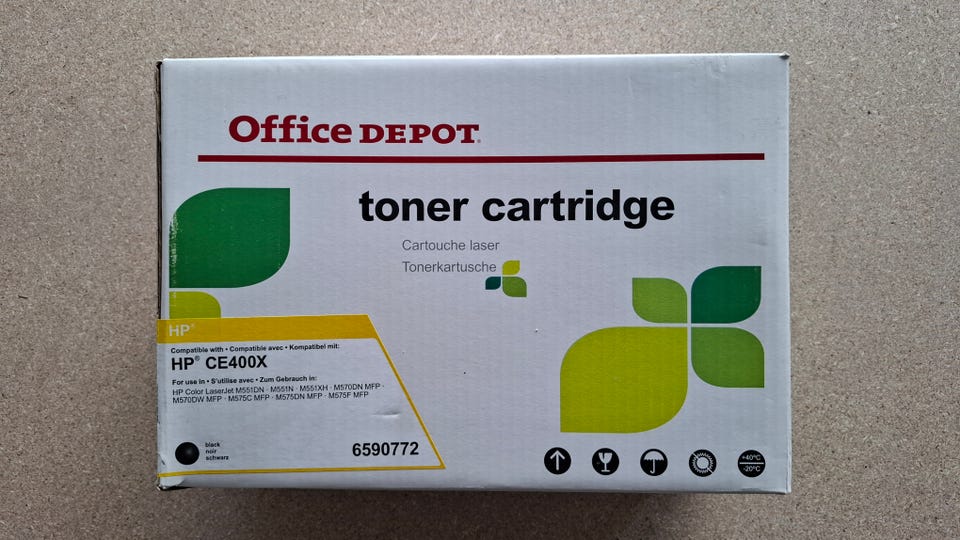 Office DEPOT®
toner cartridge
Cartouche laser
Tonerkartusche
HP®
Compatible with • Compatible avec • Kompatibel mit:
HP® CE400X
For use in • S'utilise avec • Zum Gebrauch in:
HP Color LaserJet M551DN · M551N · M551XH · M570DN MFP ·
M570DW MFP · M575C MFP · M575DN MFP · M575F MFP
black
noir
schwarz
6590772
+40°C
-20°C